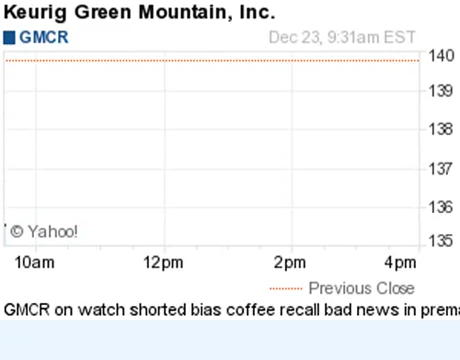 Keurig Green Mountain, Inc.
GMCR Dec 23, 9:31am EST
140
139
138
137
136
135
© Yahoo!
10am 12pm 2pm 4pm
Previous Close
GMCR on watch shorted bias coffee recall bad news in prem